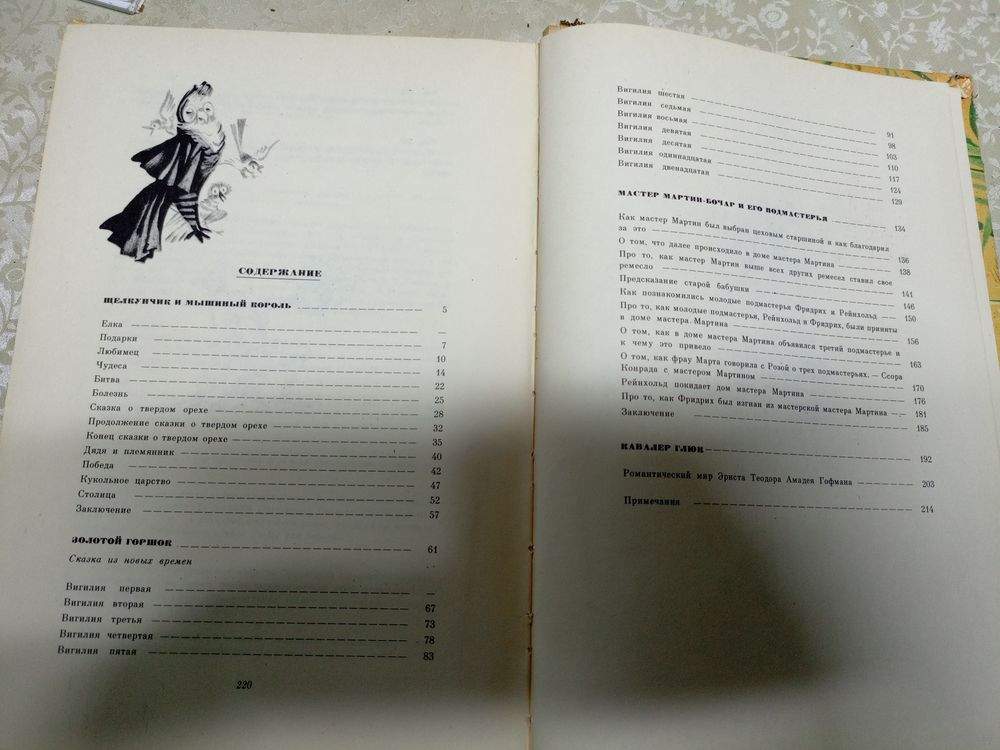 СОДЕРЖАНИЕ
ЩЕЛКУНЧИК И МЫШИНЫЙ КОРОЛЬ 5
Елка —
Подарки 7
Любимец 10
Чудеса 14
Битва 22
Болезнь 25
Сказка о твердом орехе 28
Продолжение сказки о твердом орехе 32
Конец сказки о твердом орехе 35
Дядя и племянник 40
Победа 42
Кукольное царство 47
Столица 52
Заключение 57
ЗОЛОТОЙ ГОРШОК 61
Сказка из новых времен
Вигилия первая —
Вигилия вторая 67
Вигилия третья 73
Вигилия четвертая 78
Вигилия пятая 83
220
Вигилия шестая 91
Вигилия седьмая 98
Вигилия восьмая 103
Вигилия девятая 110
Вигилия десятая 117
Вигилия одиннадцатая 124
Вигилия двенадцатая 129
МАСТЕР МАРТИН-БОЧАР И ЕГО ПОДМАСТЕРЬЯ 134
Как мастер Мартин был выбран цеховым старшиной и как благодарил
за это 136
О том, что далее происходило в доме мастера Мартина 138
Про то, как мастер Мартин выше всех других ремесел ставил свое
ремесло 141
Предсказание старой бабушки 146
Как познакомились молодые подмастерья Фридрих и Рейнхольд 150
Про то, как молодые подмастерья, Рейнхольд и Фридрих, были приняты
в доме мастера Мартина 156
О том, как в доме мастера Мартина объявился третий подмастерье и
к чему это привело 163
О том, как фрау Марта говорила с Розой о трех подмастерьях. — Ссора
Конрада с мастером Мартином 170
Рейнхольд покидает дом мастера Мартина 176
Про то, как Фридрих был изгнан из мастерской мастера Мартина 181
Заключение 185
КАВАЛЕР ГЛЮК 192
Романтический мир Эрнста Теодора Амадея Гофмана 203
Примечания 214